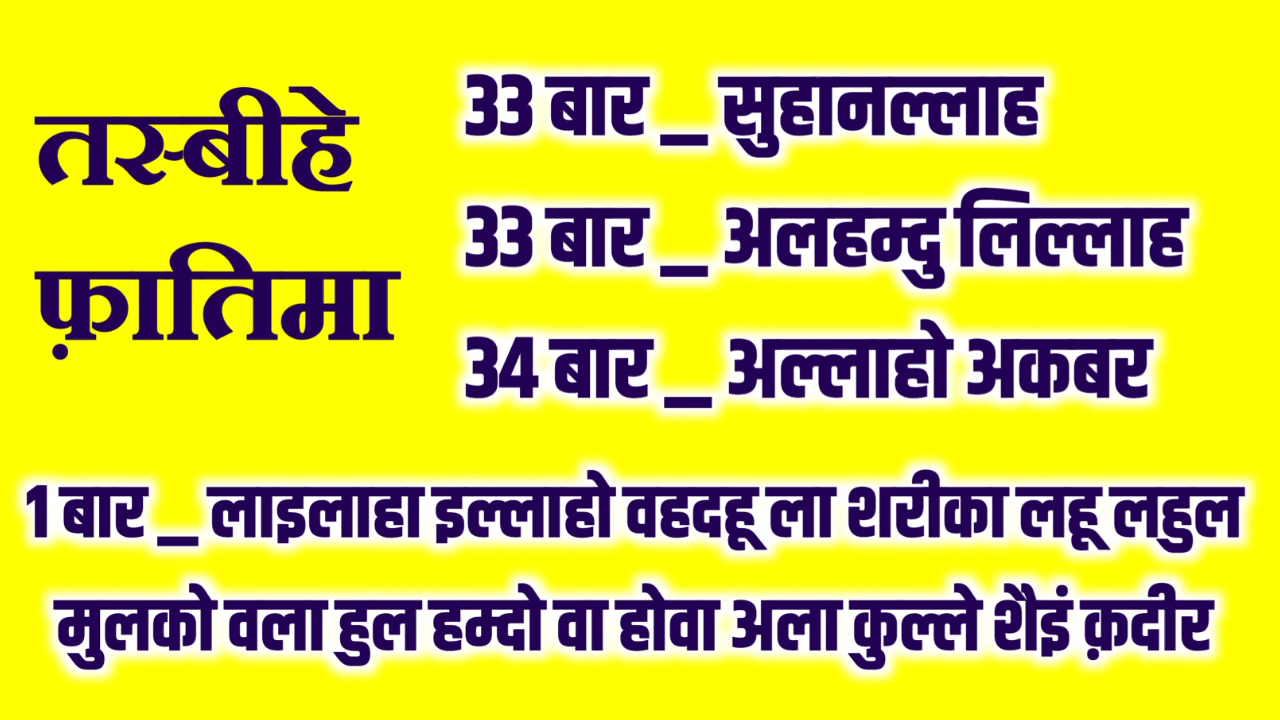 तस्बीहे
फ़ातिमा
33 बार _ सुहानल्लाह
33 बार _ अलहम्दु लिल्लाह
34 बार _ अल्लाहो अकबर
1 बार _ लाइलाहा इल्लाहो वहदहू ला शरीका लहू लहुल
मुलको वला हुल हम्दो वा होवा अला कुल्ले शैइं क़दीर